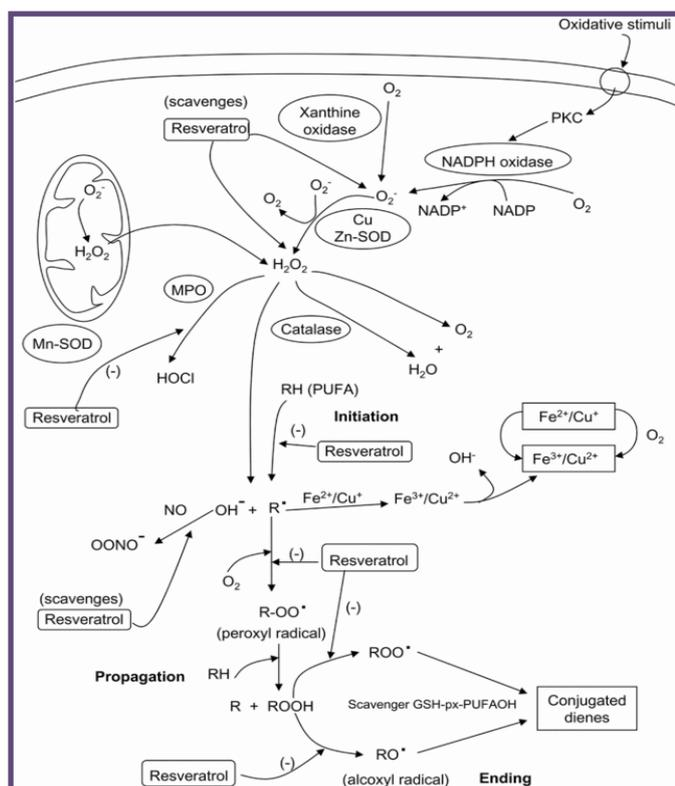 Oxidative stimuli
(scavenges)
Resveratrol
Xanthine
oxidase
O₂
PKC
NADPH oxidase
O₂⁻
H₂O₂
O₂
O₂⁻
O₂⁻
Cu
Zn-SOD
NADP⁺
NADP
O₂
H₂O₂
MPO
Catalase
O₂
+
H₂O
Mn-SOD
(-)
HOCl
Resveratrol
RH (PUFA)
Initiation
(-)
Resveratrol
Fe²⁺/Cu⁺
O₂
Fe³⁺/Cu²⁺
OH⁻
NO
OH⁻ + R•
Fe²⁺/Cu⁺
Fe³⁺/Cu²⁺
OONO⁻
(scavenges)
Resveratrol
O₂
(-)
Resveratrol
(-)
R-OO•
(peroxyl radical)
Propagation
RH
R + ROOH
ROO•
Scavenger GSH-px-PUFAOH
Conjugated
dienes
Resveratrol
(-)
RO•
(alcoxyl radical)
Ending